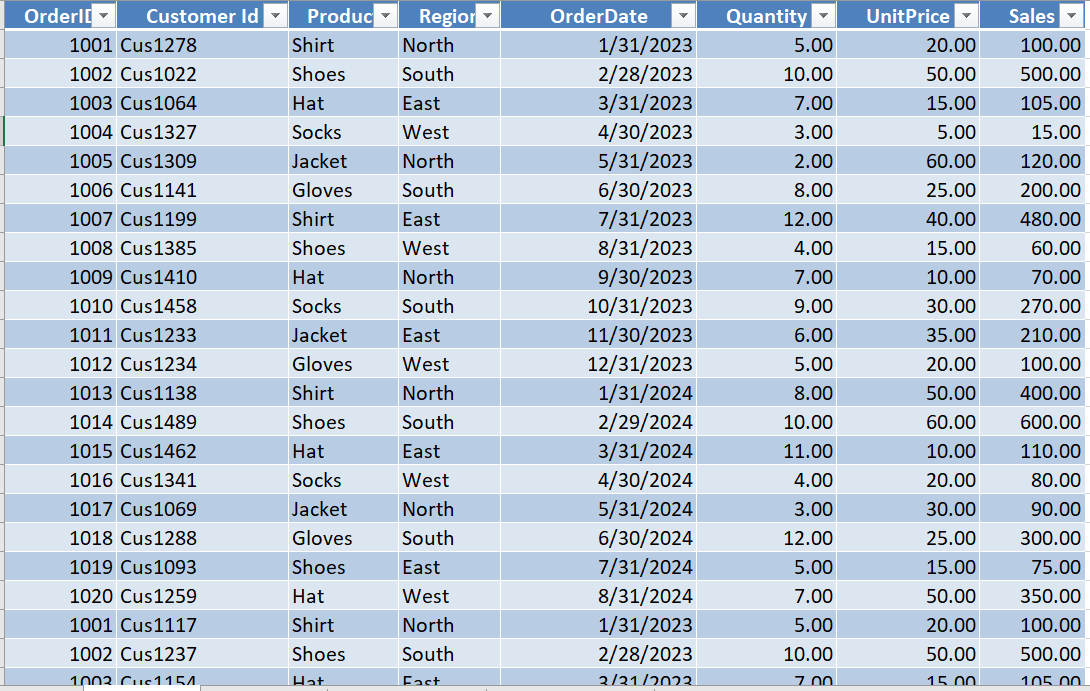 OrderID Customer Id Product Region OrderDate Quantity UnitPrice Sales
1001 Cus1278 Shirt North 1/31/2023 5.00 20.00 100.00
1002 Cus1022 Shoes South 2/28/2023 10.00 50.00 500.00
1003 Cus1064 Hat East 3/31/2023 7.00 15.00 105.00
1004 Cus1327 Socks West 4/30/2023 3.00 5.00 15.00
1005 Cus1309 Jacket North 5/31/2023 2.00 60.00 120.00
1006 Cus1141 Gloves South 6/30/2023 8.00 25.00 200.00
1007 Cus1199 Shirt East 7/31/2023 12.00 40.00 480.00
1008 Cus1385 Shoes West 8/31/2023 4.00 15.00 60.00
1009 Cus1410 Hat North 9/30/2023 7.00 10.00 70.00
1010 Cus1458 Socks South 10/31/2023 9.00 30.00 270.00
1011 Cus1233 Jacket East 11/30/2023 6.00 35.00 210.00
1012 Cus1234 Gloves West 12/31/2023 5.00 20.00 100.00
1013 Cus1138 Shirt North 1/31/2024 8.00 50.00 400.00
1014 Cus1489 Shoes South 2/29/2024 10.00 60.00 600.00
1015 Cus1462 Hat East 3/31/2024 11.00 10.00 110.00
1016 Cus1341 Socks West 4/30/2024 4.00 20.00 80.00
1017 Cus1069 Jacket North 5/31/2024 3.00 30.00 90.00
1018 Cus1288 Gloves South 6/30/2024 12.00 25.00 300.00
1019 Cus1093 Shoes East 7/31/2024 5.00 15.00 75.00
1020 Cus1259 Hat West 8/31/2024 7.00 50.00 350.00
1001 Cus1117 Shirt North 1/31/2023 5.00 20.00 100.00
1002 Cus1237 Shoes South 2/28/2023 10.00 50.00 500.00
1003 Cus1154 Hat East 3/31/2023 7.00 15.00 105.00